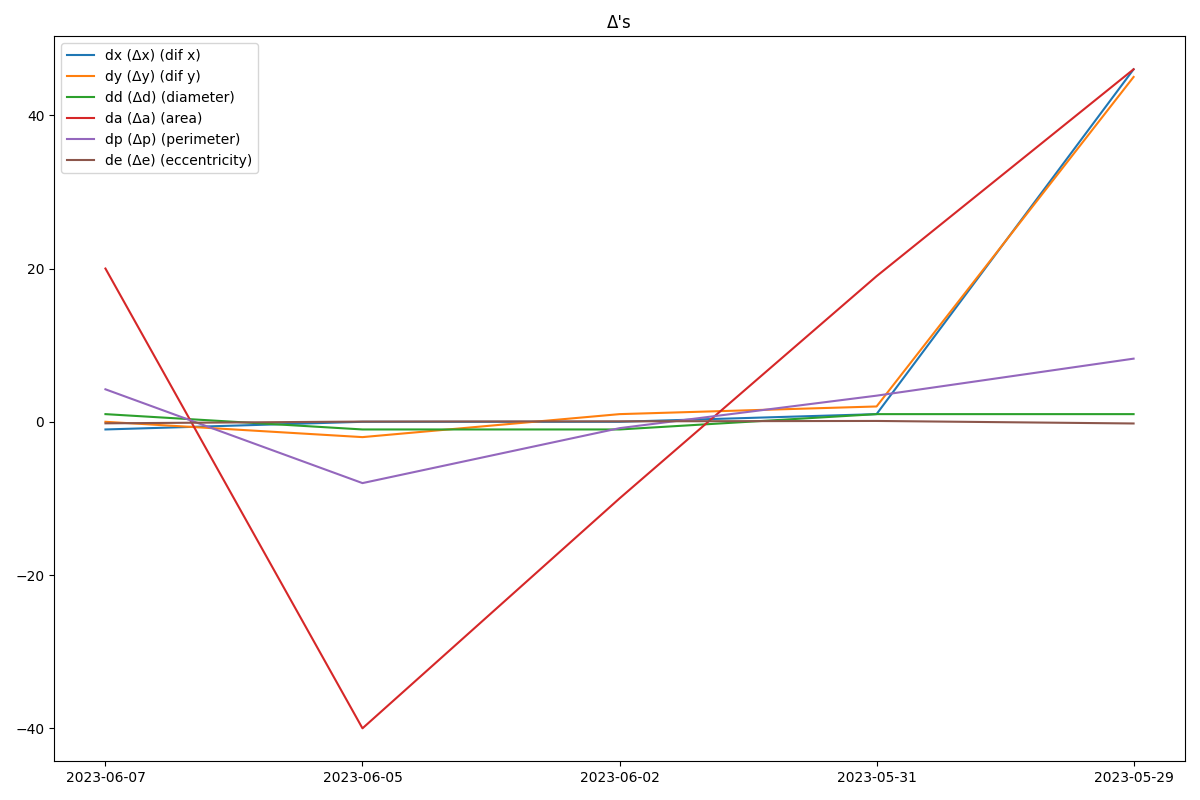 Δ's
dx (Δx) (dif x)
dy (Δy) (dif y)
dd (Δd) (diameter)
da (Δa) (area)
dp (Δp) (perimeter)
de (Δe) (eccentricity)
40
20
0
−20
−40
2023-06-07 2023-06-05 2023-06-02 2023-05-31 2023-05-29